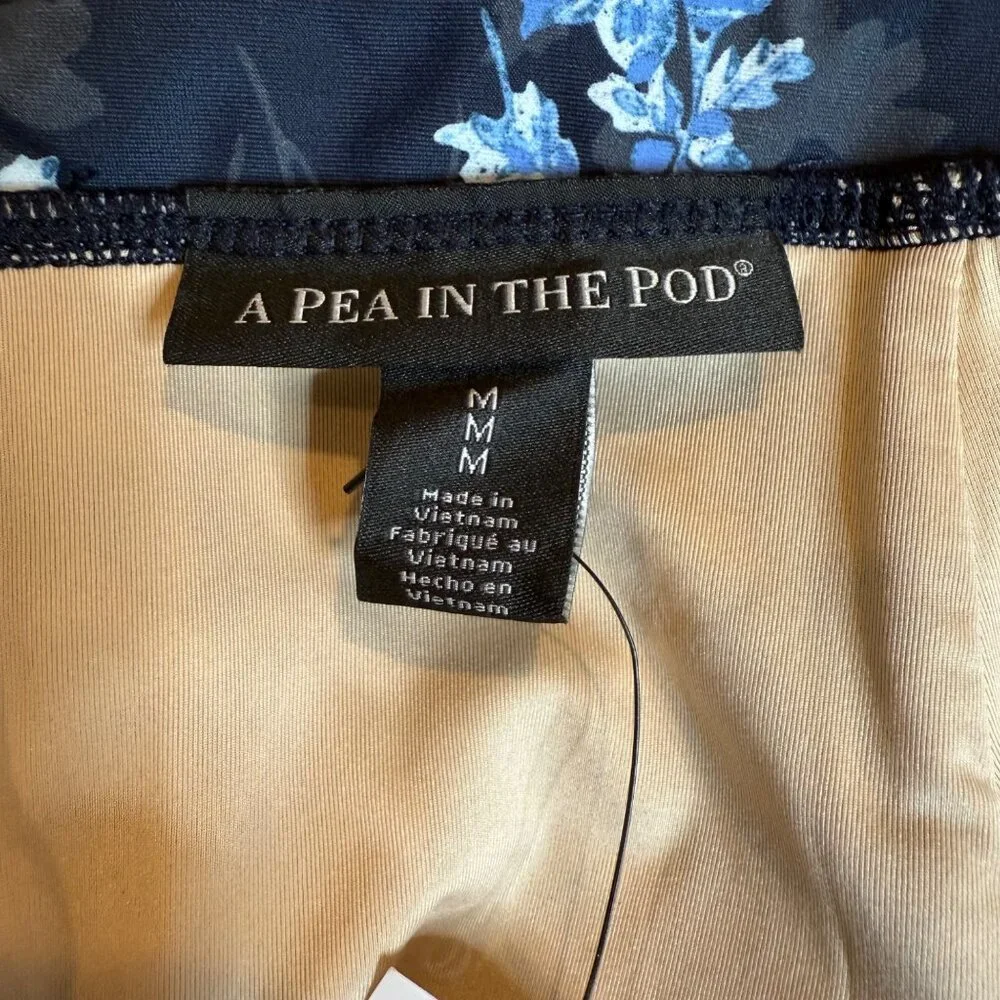 A PEA IN THE POD®
M
M
M
Made in
Vietnam
Fabriqué au
Vietnam
Hecho en
Vietnam